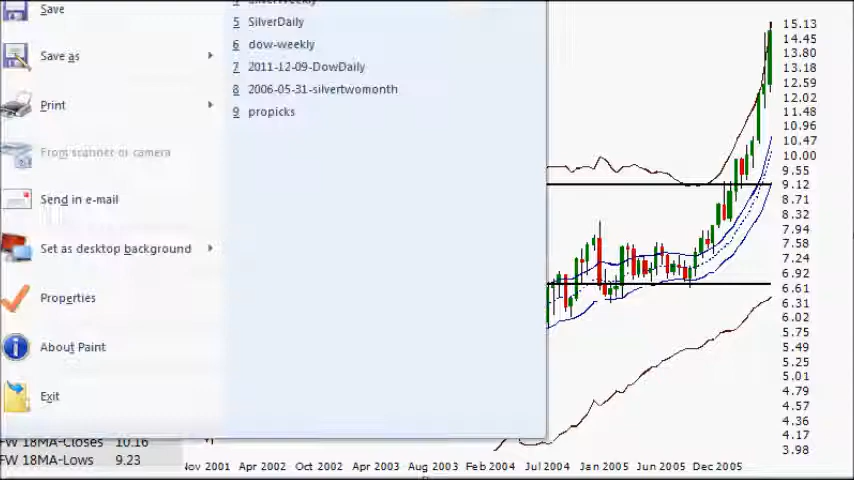 SilverWeekly
Save
5 SilverDaily
6 dow-weekly
Save as
7 2011-12-09-DowDaily
8 2006-05-31-silvertwomonth
Print
9 propicks
From scanner or camera
Send in e-mail
Set as desktop background
Properties
About Paint
Exit
FW 18MA-Closes 10.16
FW 18MA-Lows 9.23
15.13
14.45
13.80
13.18
12.59
12.02
11.48
10.96
10.47
10.00
9.55
9.12
8.71
8.32
7.94
7.58
7.24
6.92
6.61
6.31
6.02
5.75
5.49
5.25
5.01
4.79
4.57
4.36
4.17
3.98
Nov 2001 Apr 2002 Oct 2002 Apr 2003 Aug 2003 Feb 2004 Jul 2004 Jan 2005 Jun 2005 Dec 2005